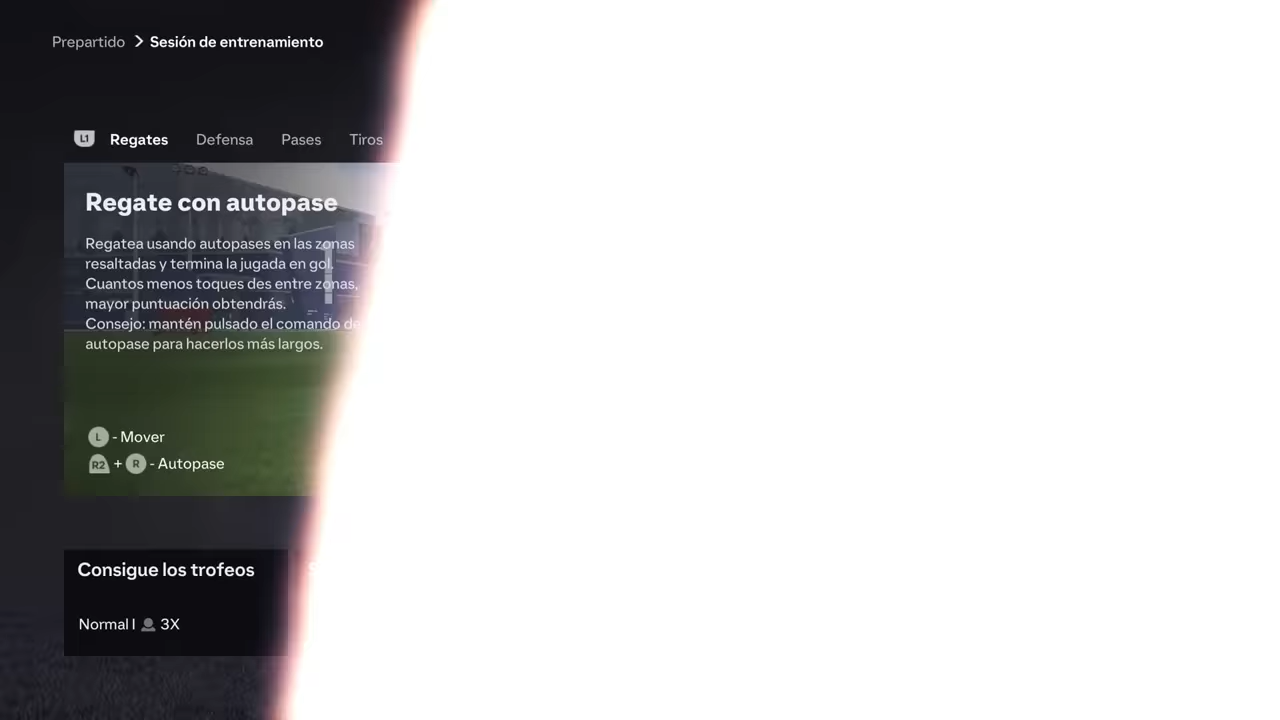 Prepartido > Sesión de entrenamiento
L1 Regates Defensa Pases Tiros
Regate con autopase
Regatea usando autopases en las zonas
resaltadas y termina la jugada en gol.
Cuantos menos toques des entre zonas,
mayor puntuación obtendrás.
Consejo: mantén pulsado el comando de
autopase para hacerlos más largos.
L - Mover
R2 + R - Autopase
Consigue los trofeos
Normal | 3X